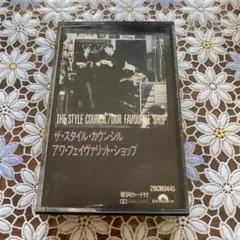 THE STYLE COUNCIL/OUR FAVOURITE SHOP
ザ・スタイル・カウンシル
アワ・フェイヴァリット・ショップ
歌詞カード付
28CM0445
Polydor